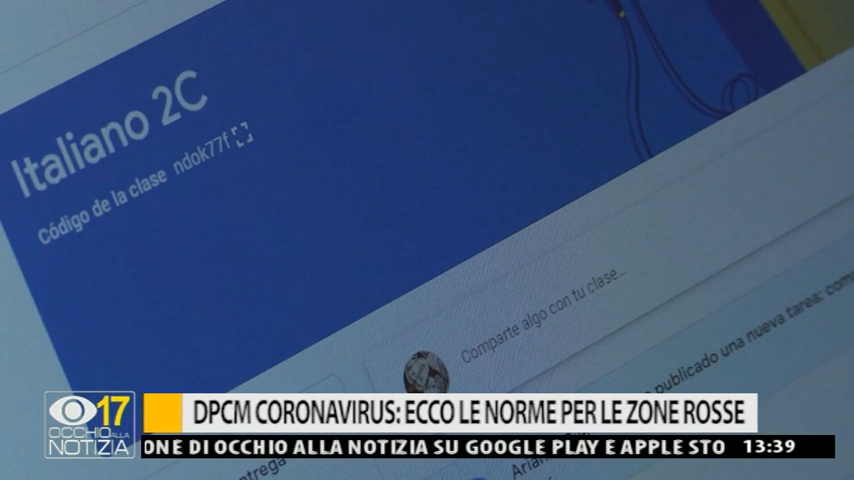 Italiano 2C
Código de la clase ndok77f
Comparte algo con tu clase...
publicado una nueva tarea:
17
OCCHIO ALLA
NOTIZIA
DPCM CORONAVIRUS: ECCO LE NORME PER LE ZONE ROSSE
ONE DI OCCHIO ALLA NOTIZIA SU GOOGLE PLAY E APPLE STO
13:39